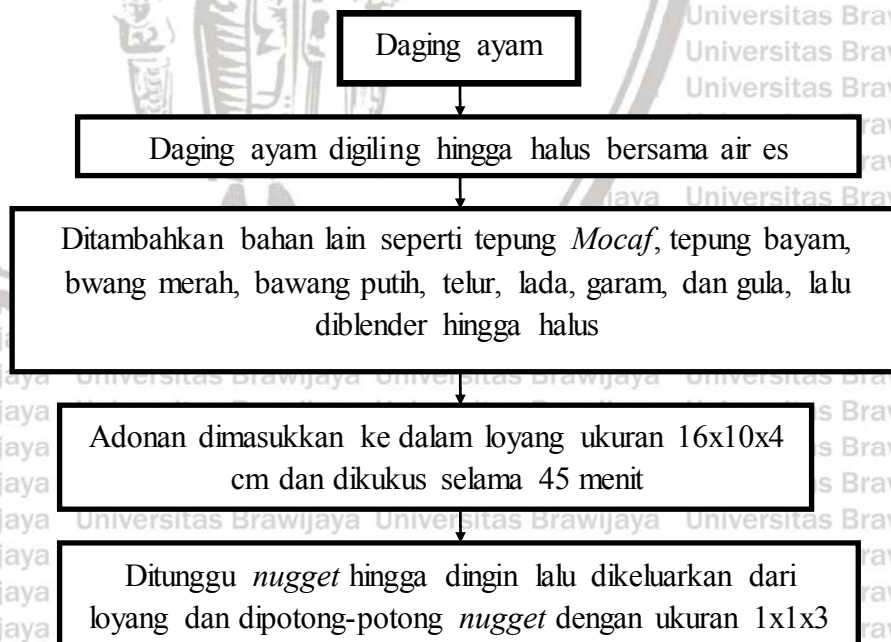 Daging ayam
Daging ayam digiling hingga halus bersama air es
Ditambahkan bahan lain seperti tepung Mocaf, tepung bayam,
bwang merah, bawang putih, telur, lada, garam, dan gula, lalu
diblender hingga halus
Adonan dimasukkan ke dalam loyang ukuran 16x10x4
cm dan dikukus selama 45 menit
Ditunggu nugget hingga dingin lalu dikeluarkan dari
loyang dan dipotong-potong nugget dengan ukuran 1x1x3